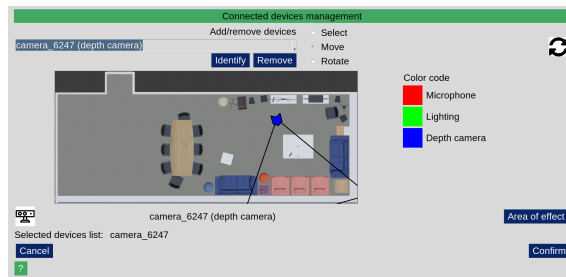 Connected devices management
Add/remove devices
Select
camera_6247 (depth camera)
Move
Identify Remove
Rotate
Color code
Microphone
Lighting
Depth camera
camera_6247 (depth camera)
Area of effect
Selected devices list: camera_6247
Cancel
Confirm
?